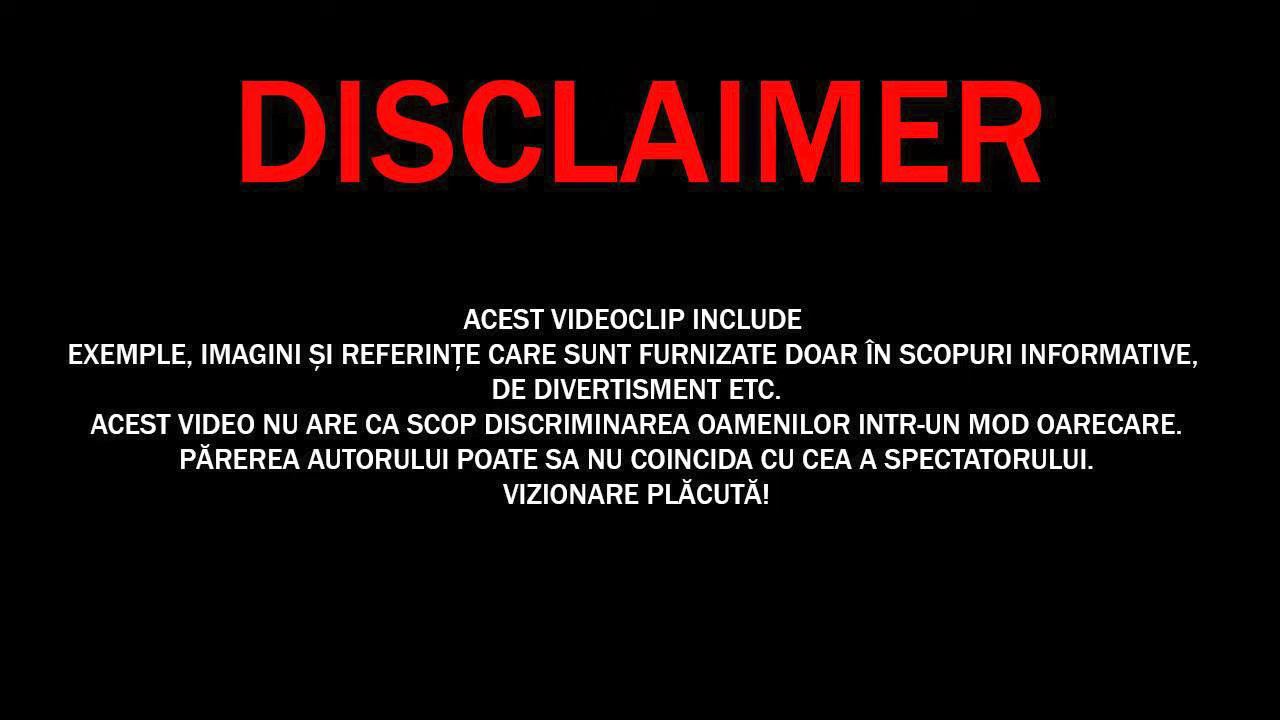 DISCLAIMER
ACEST VIDEOCLIP INCLUDE
EXEMPLE, IMAGINI ȘI REFERINȚE CARE SUNT FURNIZATE DOAR ÎN SCOPURI INFORMATIVE,
DE DIVERTISMENT ETC.
ACEST VIDEO NU ARE CA SCOP DISCRIMINAREA OAMENILOR INTR-UN MOD OARECARE.
PĂREREA AUTORULUI POATE SA NU COINCIDA CU CEA A SPECTATORULUI.
VIZIONARE PLĂCUTĂ!